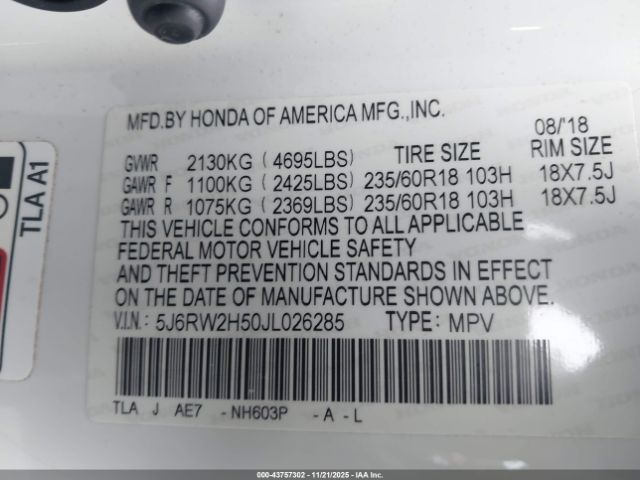 MFD.BY HONDA OF AMERICA MFG.,INC.
08/'18
GVWR 2130KG ( 4695LBS) TIRE SIZE RIM SIZE
GAWR F 1100KG ( 2425LBS) 235/60R18 103H 18X7.5J
GAWR R 1075KG ( 2369LBS) 235/60R18 103H 18X7.5J
THIS VEHICLE CONFORMS TO ALL APPLICABLE
FEDERAL MOTOR VEHICLE SAFETY
AND THEFT PREVENTION STANDARDS IN EFFECT
ON THE DATE OF MANUFACTURE SHOWN ABOVE.
V.I.N.: 5J6RW2H50JL026285 TYPE: MPV
TLA J AE7 -NH603P -A-L
TLA A1
000-43757302 - 11/21/2025 - IAAI.COM